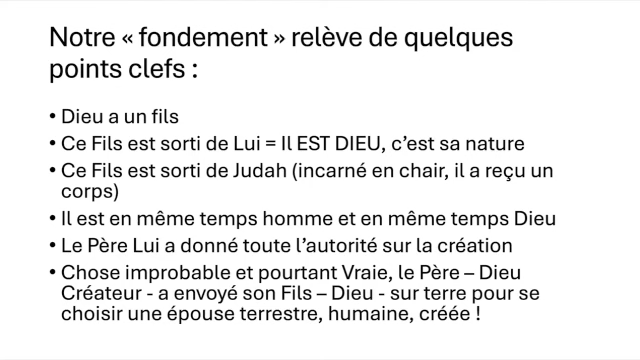 Notre « fondement » relève de quelques
points clefs :
• Dieu a un fils
• Ce Fils est sorti de Lui = Il EST DIEU, c’est sa nature
• Ce Fils est sorti de Judah (incarné en chair, il a reçu un
corps)
• Il est en même temps homme et en même temps Dieu
• Le Père Lui a donné toute l’autorité sur la création
• Chose improbable et pourtant Vraie, le Père – Dieu
Créateur - a envoyé son Fils – Dieu - sur terre pour se
choisir une épouse terrestre, humaine, créée !